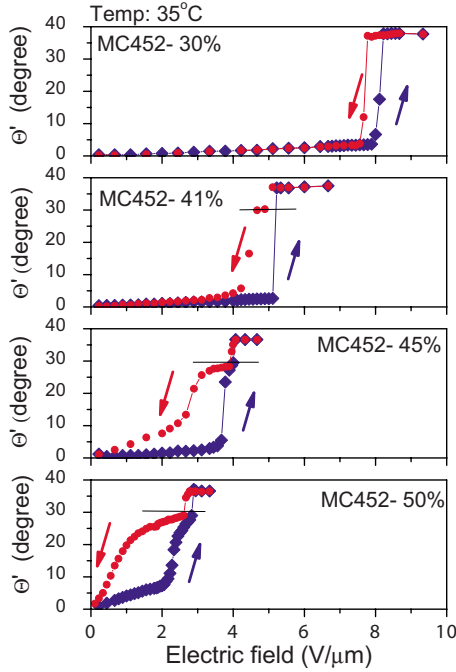 Temp: 35°C
MC452- 30%
Θ' (degree)
40
30
20
10
0
MC452- 41%
Θ' (degree)
40
30
20
10
0
MC452- 45%
Θ' (degree)
40
30
20
10
0
MC452- 50%
Θ' (degree)
40
30
20
10
0
0 2 4 6 8 10
Electric field (V/μm)